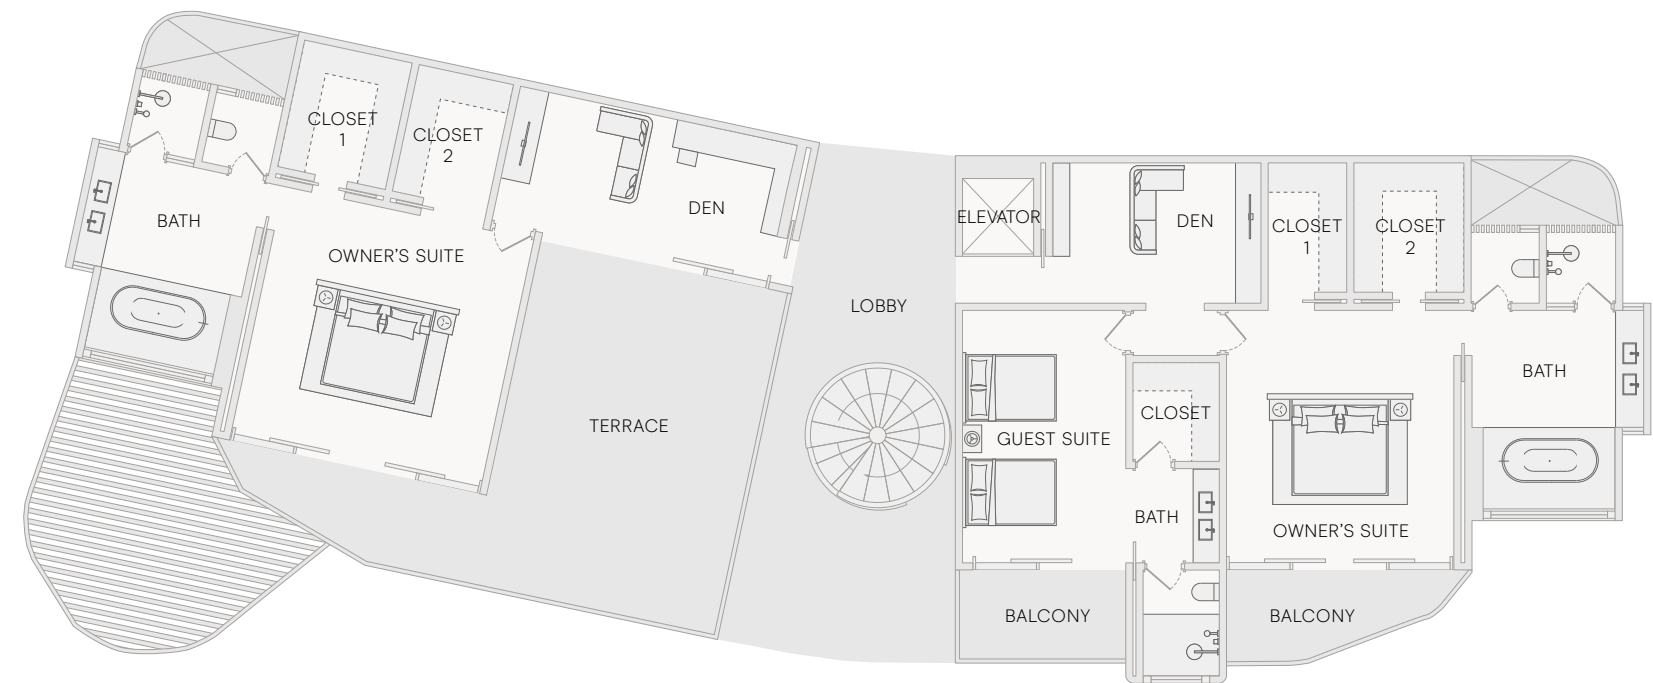 CLOSET
1
CLOSET
2
BATH
DEN
OWNER'S SUITE
TERRACE
LOBBY
ELEVATOR
DEN
CLOSET
1
CLOSET
2
BATH
CLOSET
GUEST SUITE
BATH
OWNER'S SUITE
BALCONY
BALCONY